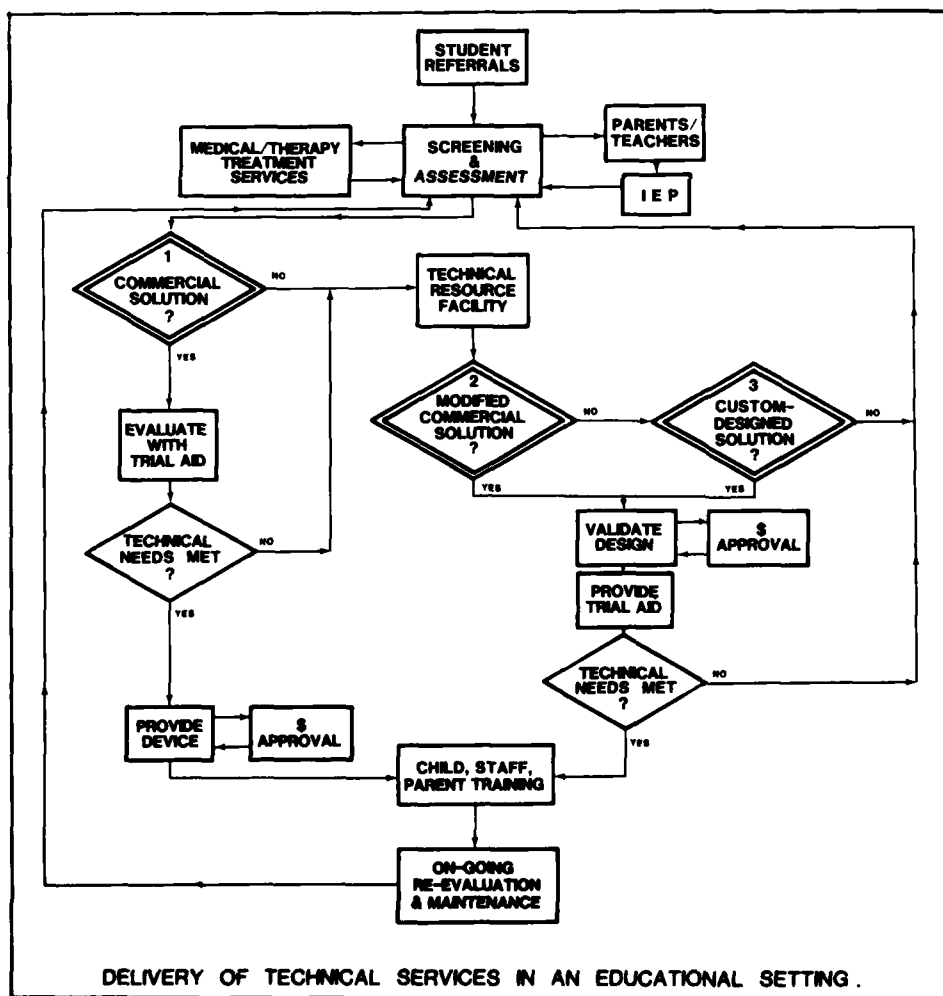 STUDENT
REFERRALS
MEDICAL/THERAPY
TREATMENT
SERVICES
SCREENING
&
ASSESSMENT
PARENTS/
TEACHERS
I E P
1
COMMERCIAL
SOLUTION
?
NO
YES
TECHNICAL
RESOURCE
FACILITY
2
MODIFIED
COMMERCIAL
SOLUTION
?
NO
YES
3
CUSTOM-
DESIGNED
SOLUTION
?
NO
YES
EVALUATE
WITH
TRIAL AID
TECHNICAL
NEEDS MET
?
NO
YES
VALIDATE
DESIGN
$
APPROVAL
PROVIDE
TRIAL AID
TECHNICAL
NEEDS MET
?
NO
YES
PROVIDE
DEVICE
$
APPROVAL
CHILD, STAFF,
PARENT TRAINING
ON-GOING
RE-EVALUATION
& MAINTENANCE
DELIVERY OF TECHNICAL SERVICES IN AN EDUCATIONAL SETTING.